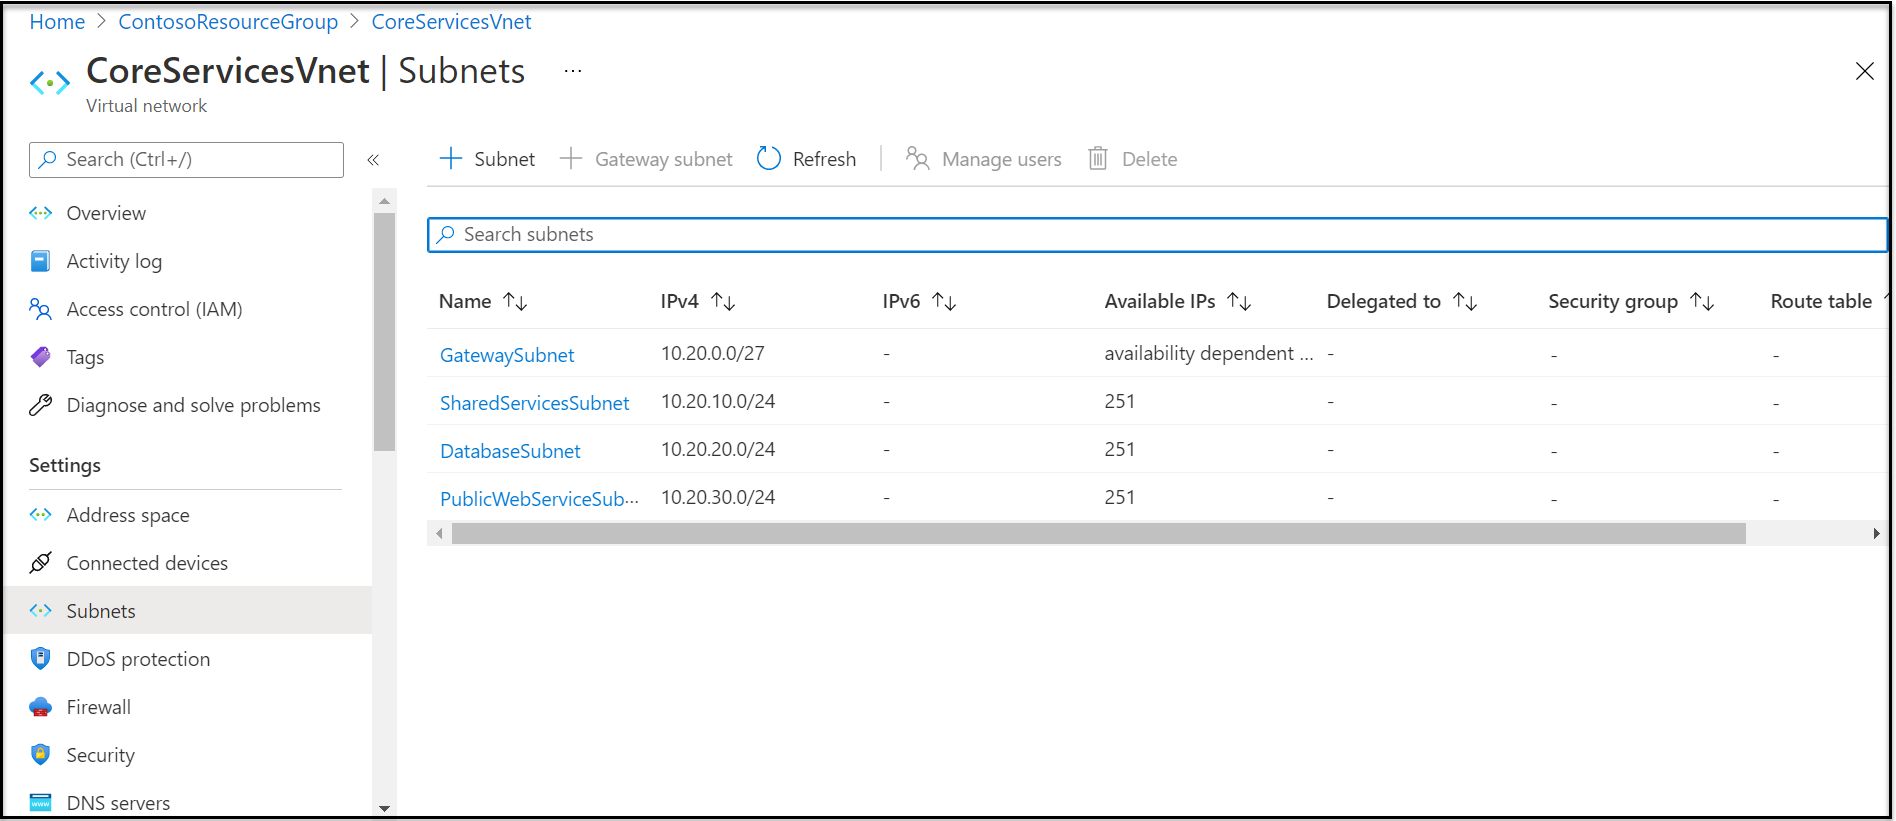 Home > ContosoResourceGroup > CoreServicesVnet
CoreServicesVnet | Subnets ...
Virtual network
Search (Ctrl+/)
«
Overview
Activity log
Access control (IAM)
Tags
Diagnose and solve problems
Settings
Address space
Connected devices
Subnets
DDoS protection
Firewall
Security
DNS servers
+ Subnet + Gateway subnet Refresh | Manage users Delete
Search subnets
Name ↑↓ IPv4 ↑↓ IPv6 ↑↓ Available IPs ↑↓ Delegated to ↑↓ Security group ↑↓ Route table ↑
GatewaySubnet 10.20.0.0/27 - availability dependent ... - - -
SharedServicesSubnet 10.20.10.0/24 - 251 - - -
DatabaseSubnet 10.20.20.0/24 - 251 - - -
PublicWebServiceSub... 10.20.30.0/24 - 251 - - -